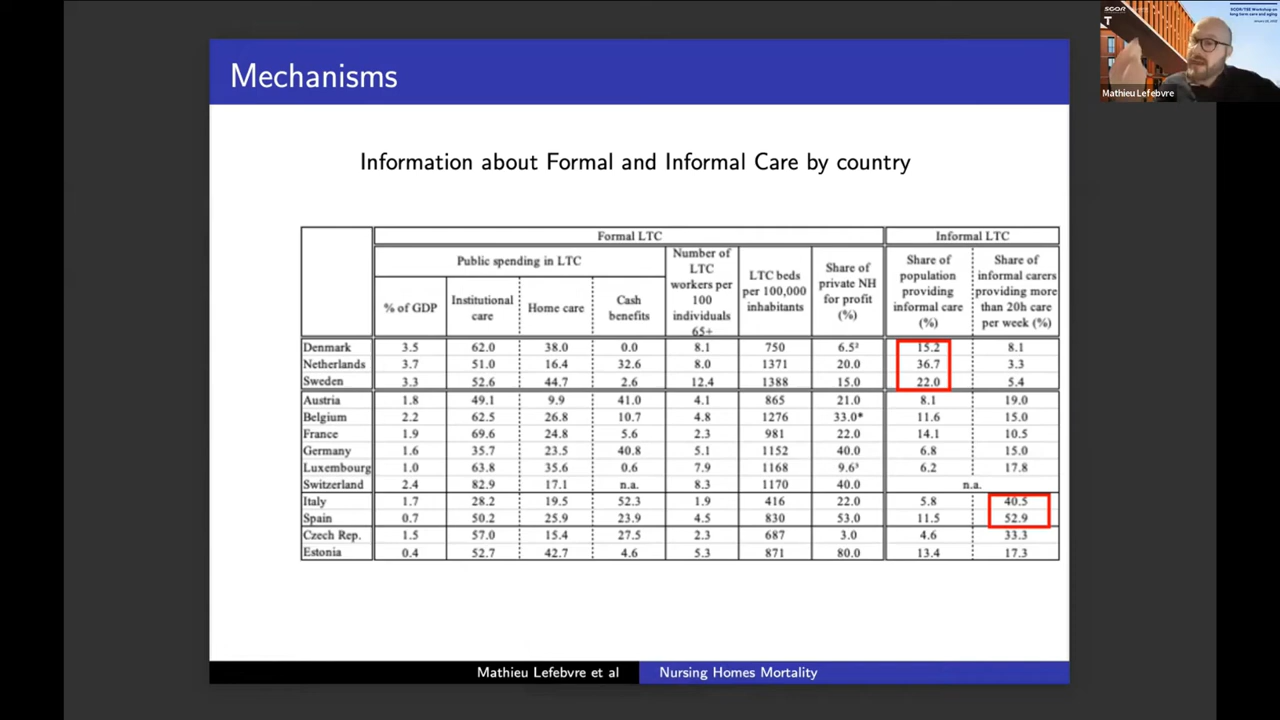 SCOR
SCOR/TSE Workshop on
long term care and aging
T
Mathieu Lefebvre
Mechanisms
Information about Formal and Informal Care by country
Formal LTC Informal LTC
Public spending in LTC Number of LTC workers per 100 individuals 65+ LTC beds per 100,000 inhabitants Share of private NH for profit (%) Share of population providing informal care (%) Share of informal carers providing more than 20h care per week (%)
% of GDP Institutional care Home care Cash benefits
Denmark 3.5 62.0 38.0 0.0 8.1 750 6.5² 15.2 8.1
Netherlands 3.7 51.0 16.4 32.6 8.0 1371 20.0 36.7 3.3
Sweden 3.3 52.6 44.7 2.6 12.4 1388 15.0 22.0 5.4
Austria 1.8 49.1 9.9 41.0 4.1 865 21.0 8.1 19.0
Belgium 2.2 62.5 26.8 10.7 4.8 1276 33.0* 11.6 15.0
France 1.9 69.6 24.8 5.6 2.3 981 22.0 14.1 10.5
Germany 1.6 35.7 23.5 40.8 5.1 1152 40.0 6.8 15.0
Luxembourg 1.0 63.8 35.6 0.6 7.9 1168 9.6³ 6.2 17.8
Switzerland 2.4 82.9 17.1 n.a. 8.3 1170 40.0 n.a.
Italy 1.7 28.2 19.5 52.3 1.9 416 22.0 5.8 40.5
Spain 0.7 50.2 25.9 23.9 4.5 830 53.0 11.5 52.9
Czech Rep. 1.5 57.0 15.4 27.5 2.3 687 3.0 4.6 33.3
Estonia 0.4 52.7 42.7 4.6 5.3 871 80.0 13.4 17.3
Mathieu Lefebvre et al Nursing Homes Mortality